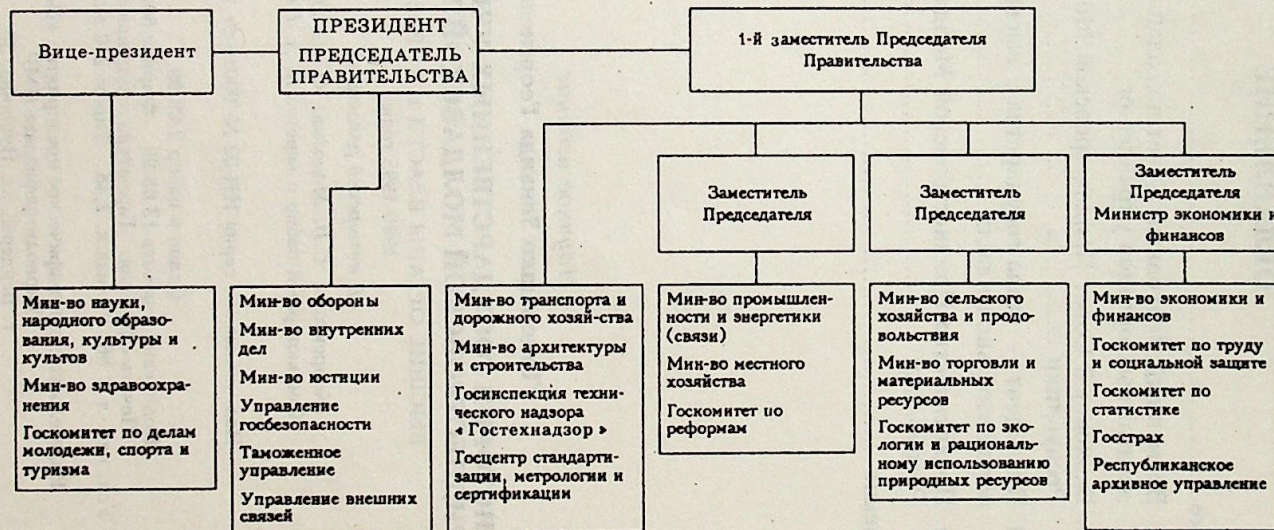 Вице-президент
ПРЕЗИДЕНТ
ПРЕДСЕДАТЕЛЬ
ПРАВИТЕЛЬСТВА
1-й заместитель Председателя
Правительства
Заместитель
Председателя
Заместитель
Председателя
Заместитель
Председателя
Министр экономики и
финансов
Мин-во науки,
народного образо-
вания, культуры и
культов
Мин-во здравоохра-
нения
Госкомитет по делам
молодежи, спорта и
туризма
Мин-во обороны
Мин-во внутренних
дел
Мин-во юстиции
Управление
госбезопасности
Таможенное
управление
Управление внешних
связей
Мин-во транспорта и
дорожного хозяй-ства
Мин-во архитектуры
и строительства
Госинспекция техни-
ческого надзора
«Гостехнадзор»
Госцентр стандарти-
зации, метрологии и
сертификации
Мин-во промышлен-
ности и энергетики
(связи)
Мин-во местного
хозяйства
Госкомитет по
реформам
Мин-во сельского
хозяйства и продо-
вольствия
Мин-во торговли и
материальных
ресурсов
Госкомитет по эко-
логии и рациональ-
ному использованию
природных ресурсов
Мин-во экономики и
финансов
Госкомитет по труду
и социальной защите
Госкомитет по
статистике
Госстрах
Республиканское
архивное управление